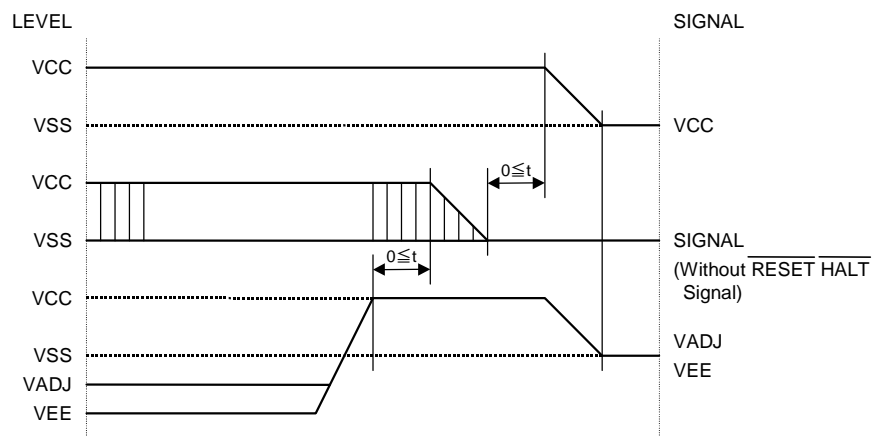 LEVEL SIGNAL
VCC
VSS VCC
VCC 0≦t
VSS SIGNAL
0≦t (Without RESET HALT
VCC Signal)
VSS VADJ
VADJ VEE
VEE